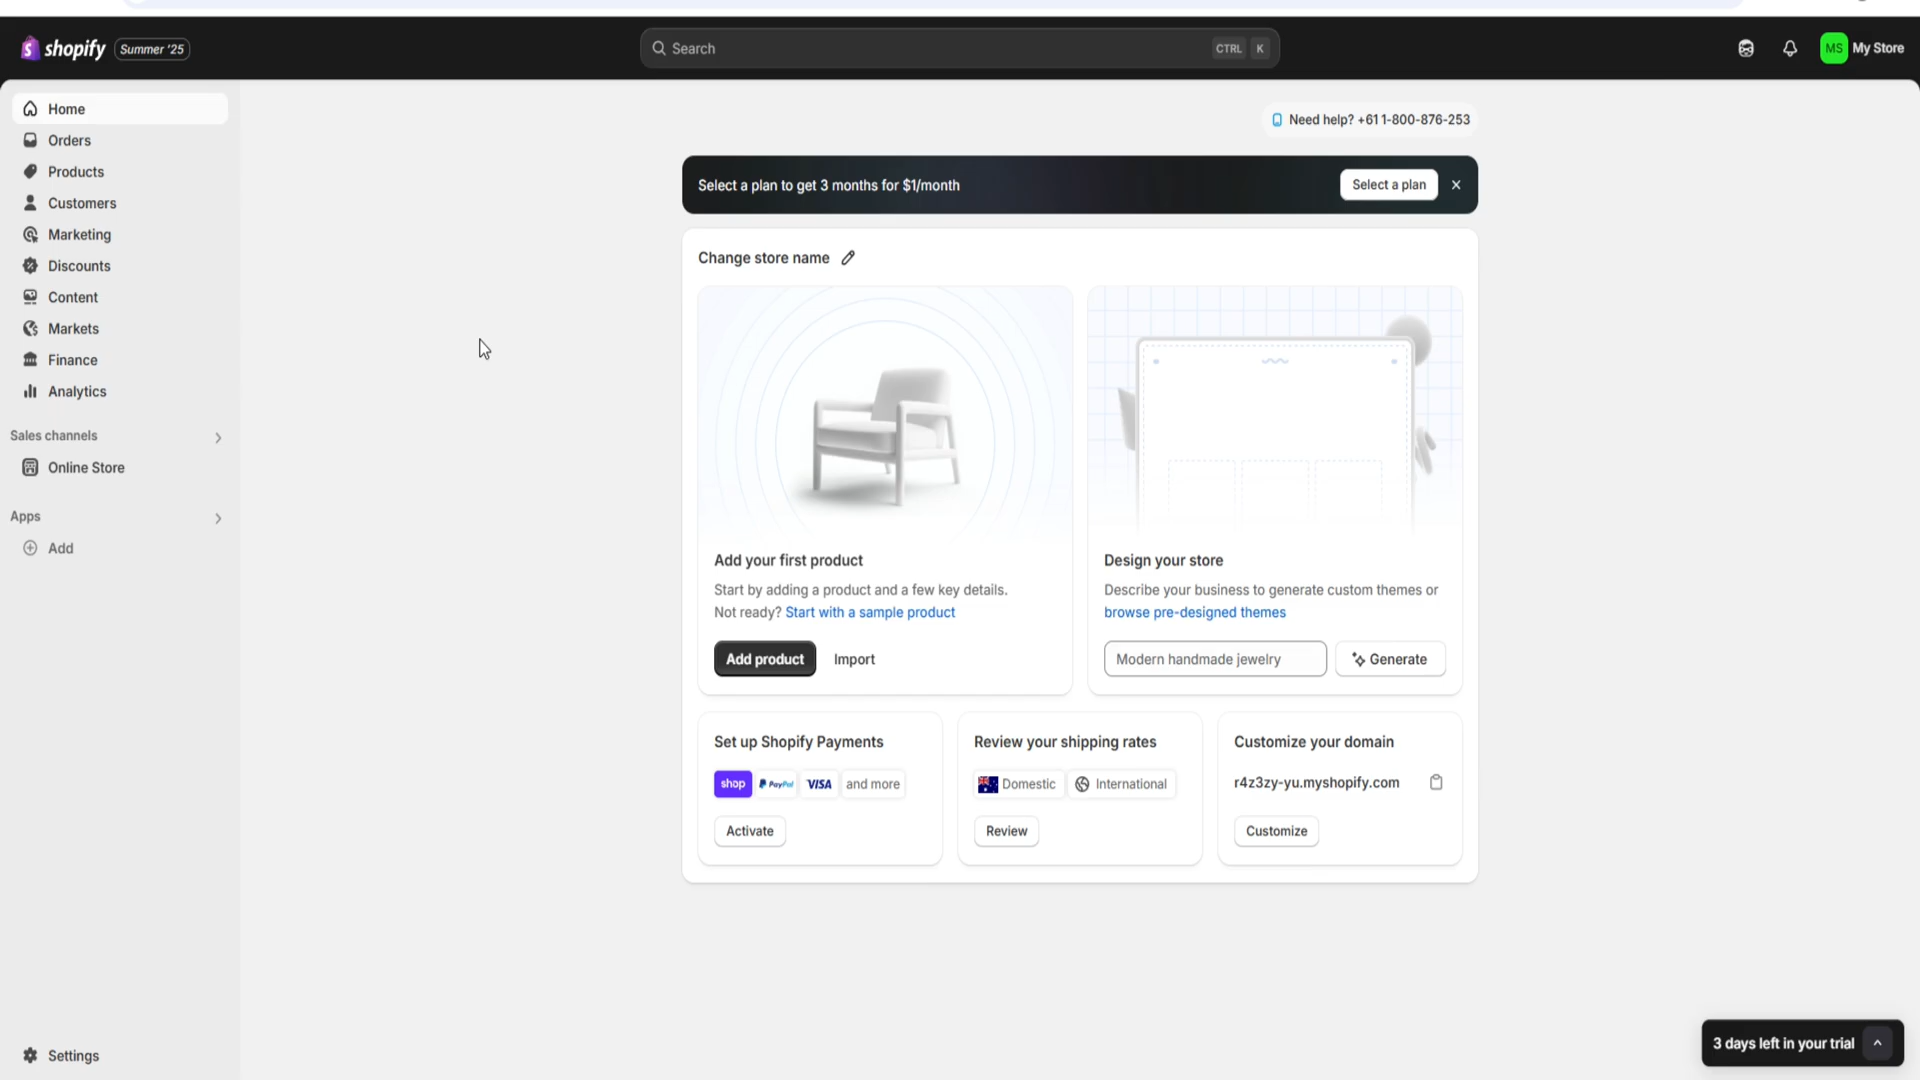 shopify
Summer '25
Search
CTRL K
MS My Store
Home
Orders
Products
Customers
Marketing
Discounts
Content
Markets
Finance
Analytics
Sales channels
Online Store
Apps
Add
Settings
Need help? +61 1-800-876-253
Select a plan to get 3 months for $1/month
Select a plan
Change store name
Add your first product
Start by adding a product and a few key details.
Not ready? Start with a sample product
Add product Import
Design your store
Describe your business to generate custom themes or
browse pre-designed themes
Modern handmade jewelry Generate
Set up Shopify Payments
shop PayPal VISA and more
Activate
Review your shipping rates
Domestic International
Review
Customize your domain
r4z3zy-yu.myshopify.com
Customize
3 days left in your trial